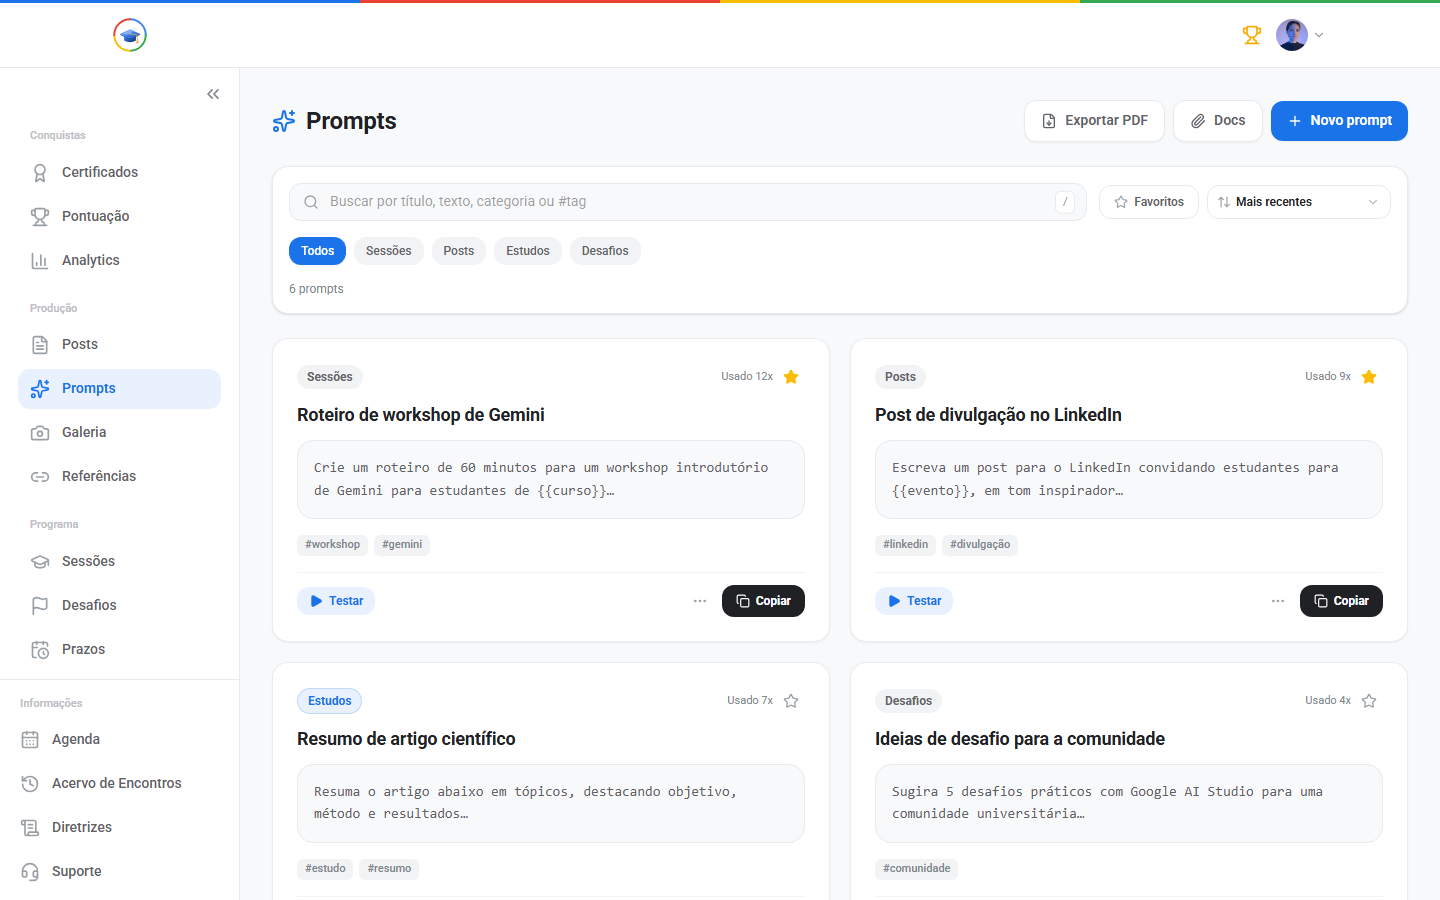 Conquistas
Certificados
Pontuação
Analytics
Produção
Posts
Prompts
Galeria
Referências
Programa
Sessões
Desafios
Prazos
Informações
Agenda
Acervo de Encontros
Diretrizes
Suporte
Prompts
Exportar PDF
Docs
Novo prompt
Buscar por título, texto, categoria ou #tag
/
Favoritos
Mais recentes
Todos
Sessões
Posts
Estudos
Desafios
6 prompts
Sessões
Usado 12x
Roteiro de workshop de Gemini
Crie um roteiro de 60 minutos para um workshop introdutório
de Gemini para estudantes de {{curso}}…
#workshop
#gemini
Testar
Copiar
Posts
Usado 9x
Post de divulgação no LinkedIn
Escreva um post para o LinkedIn convidando estudantes para
{{evento}}, em tom inspirador…
#linkedin
#divulgação
Testar
Copiar
Estudos
Usado 7x
Resumo de artigo científico
Resuma o artigo abaixo em tópicos, destacando objetivo,
método e resultados…
#estudo
#resumo
Desafios
Usado 4x
Ideias de desafio para a comunidade
Sugira 5 desafios práticos com Google AI Studio para uma
comunidade universitária…
#comunidade